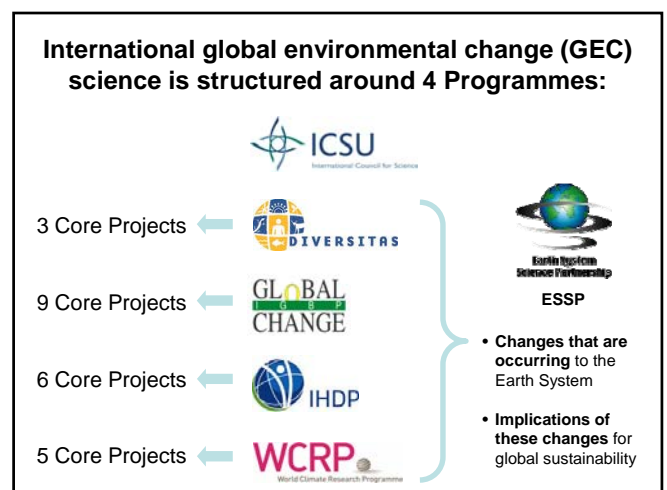 International global environmental change (GEC)
science is structured around 4 Programmes:
ICSU
International Council for Science
3 Core Projects
DIVERSITAS
9 Core Projects
GLOBAL
I G B P
CHANGE
6 Core Projects
IHDP
5 Core Projects
WCRP
World Climate Research Programme
Earth System
Science Partnership
ESSP
• Changes that are
occurring to the
Earth System
• Implications of
these changes for
global sustainability